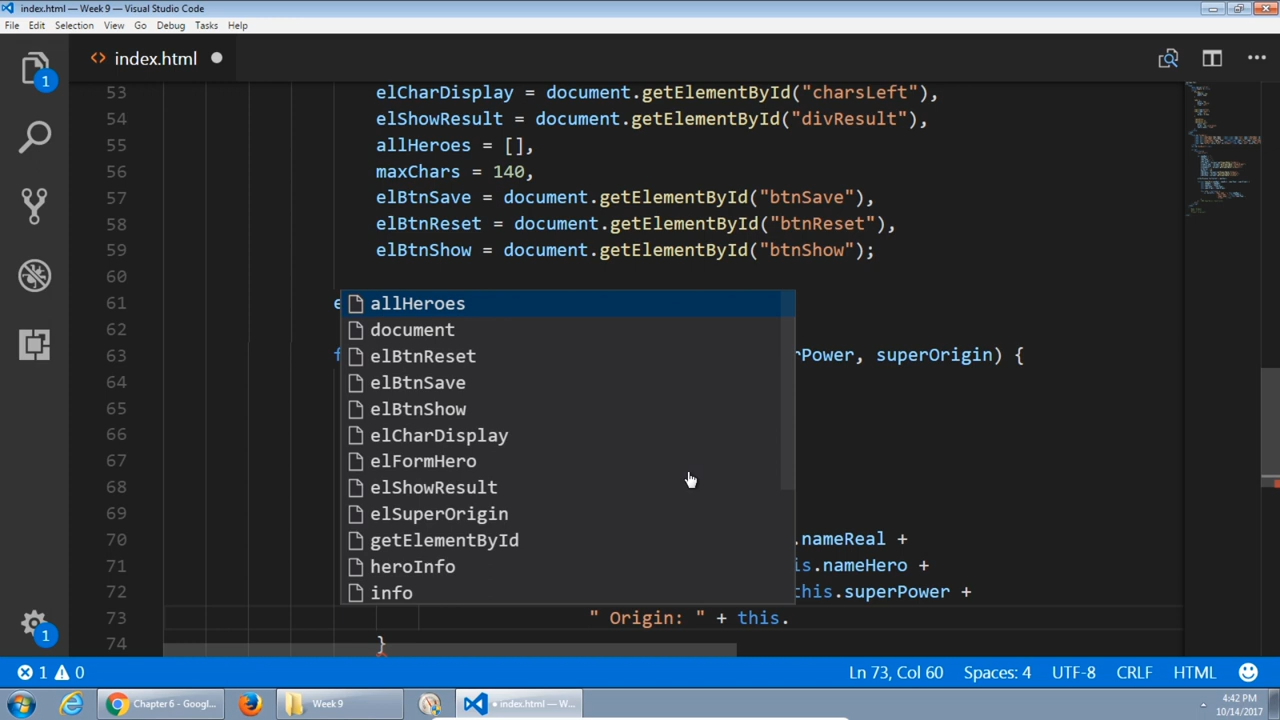 index.html — Week 9 — Visual Studio Code
File Edit Selection View Go Debug Tasks Help
1 <> index.html
53 elCharDisplay = document.getElementById("charsLeft"),
54 elShowResult = document.getElementById("divResult"),
55 allHeroes = [],
56 maxChars = 140,
57 elBtnSave = document.getElementById("btnSave"),
58 elBtnReset = document.getElementById("btnReset"),
59 elBtnShow = document.getElementById("btnShow");
60
61 e allHeroes
62 document
63 f elBtnReset erPower, superOrigin) {
64 elBtnSave
65 elBtnShow
66 elCharDisplay
67 elFormHero
68 elShowResult
69 elSuperOrigin
70 getElementById .nameReal +
71 heroInfo is.nameHero +
72 info this.superPower +
73 " Origin: " + this.
74 }
1
1 0 Ln 73, Col 60 Spaces: 4 UTF-8 CRLF HTML
Chapter 6 - Googl... Week 9 • index.html — W... 4:42 PM
10/14/2017